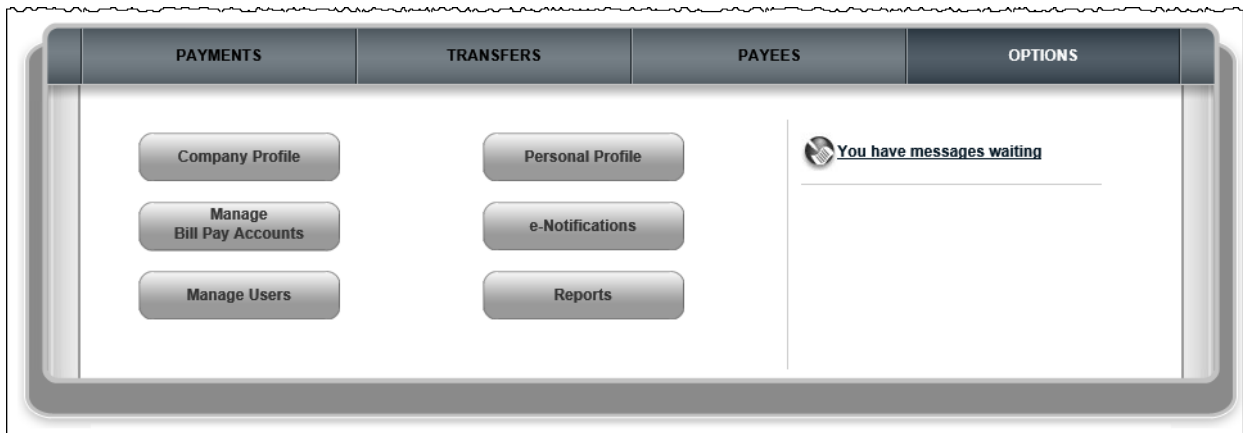 PAYMENTS TRANSFERS PAYEES OPTIONS
Company Profile Personal Profile You have messages waiting
Manage
Bill Pay Accounts e-Notifications
Manage Users Reports